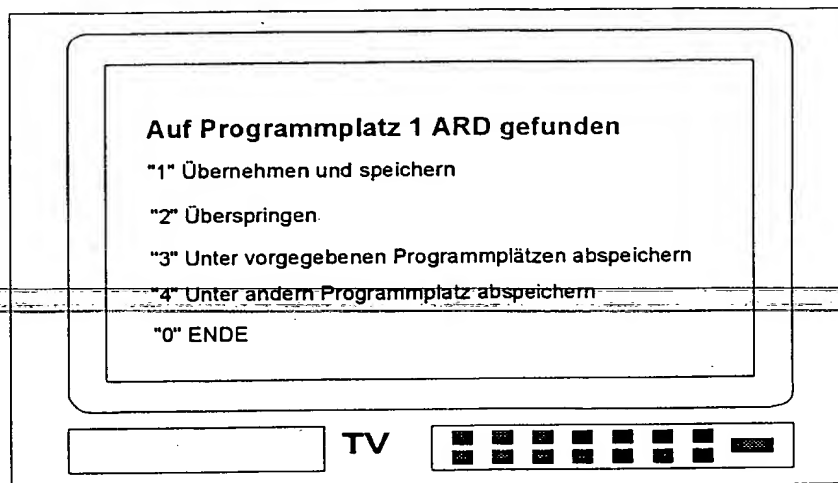 Auf Programmplatz 1 ARD gefunden
"1" Übernehmen und speichern
"2" Überspringen
"3" Unter vorgegebenen Programmplätzen abspeichern
"4" Unter andern Programmplatz abspeichern
"0" ENDE
TV